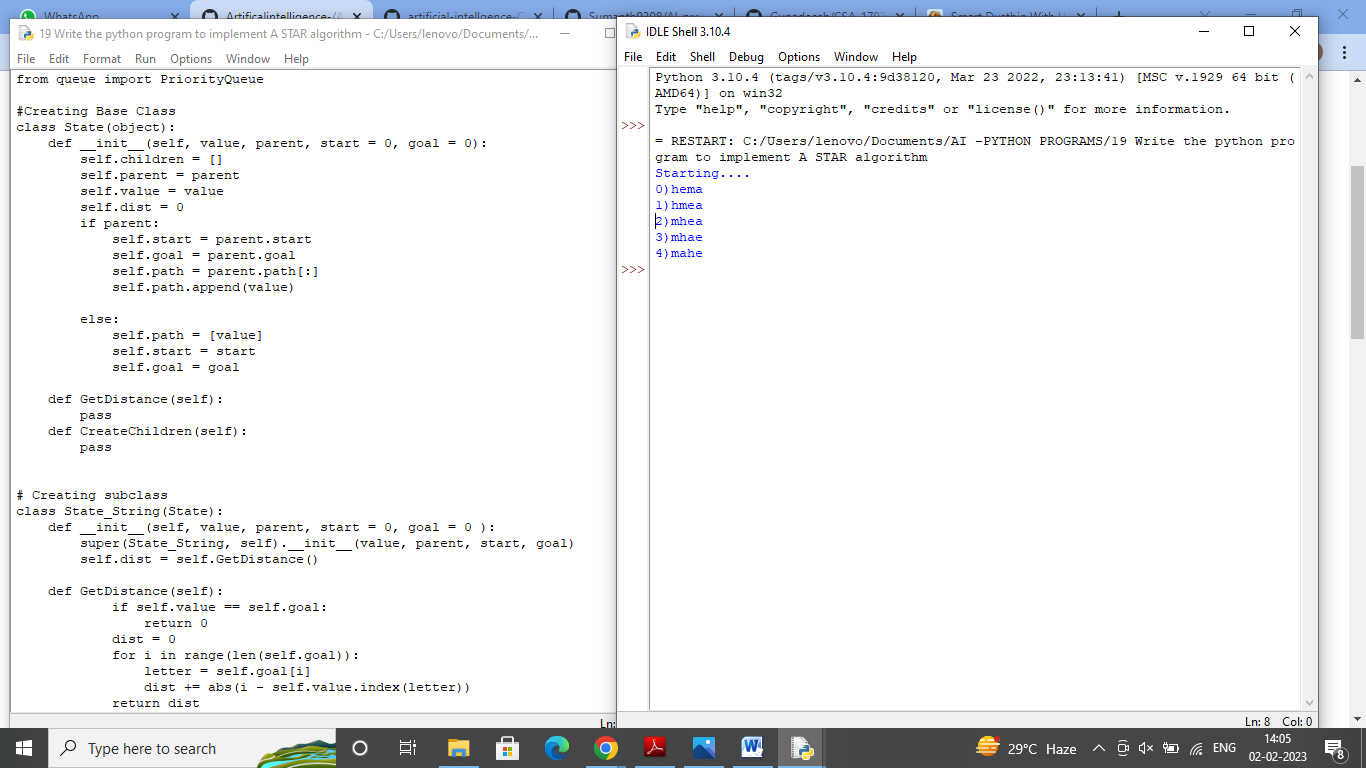 WhatsApp
Artificalintelligence-/A
artificial-intellgence-
Smart Dustbin With
19 Write the python program to implement A STAR algorithm - C:/Users/lenovo/Documents/...
File Edit Format Run Options Window Help
from queue import PriorityQueue
#Creating Base Class
class State(object):
    def __init__(self, value, parent, start = 0, goal = 0):
        self.children = []
        self.parent = parent
        self.value = value
        self.dist = 0
        if parent:
            self.start = parent.start
            self.goal = parent.goal
            self.path = parent.path[:]
            self.path.append(value)
        else:
            self.path = [value]
            self.start = start
            self.goal = goal
    def GetDistance(self):
        pass
    def CreateChildren(self):
        pass
# Creating subclass
class State_String(State):
    def __init__(self, value, parent, start = 0, goal = 0 ):
        super(State_String, self).__init__(value, parent, start, goal)
        self.dist = self.GetDistance()
    def GetDistance(self):
            if self.value == self.goal:
                return 0
            dist = 0
            for i in range(len(self.goal)):
                letter = self.goal[i]
                dist += abs(i - self.value.index(letter))
            return dist
Ln:
IDLE Shell 3.10.4
File Edit Shell Debug Options Window Help
Python 3.10.4 (tags/v3.10.4:9d38120, Mar 23 2022, 23:13:41) [MSC v.1929 64 bit (
AMD64)] on win32
Type "help", "copyright", "credits" or "license()" for more information.
>>>
= RESTART: C:/Users/lenovo/Documents/AI -PYTHON PROGRAMS/19 Write the python pro
gram to implement A STAR algorithm
Starting....
0)hema
1)hmea
2)mhea
3)mhae
4)mahe
>>>
Ln: 8 Col: 0
Type here to search
29°C Haze
ENG
14:05
02-02-2023
8